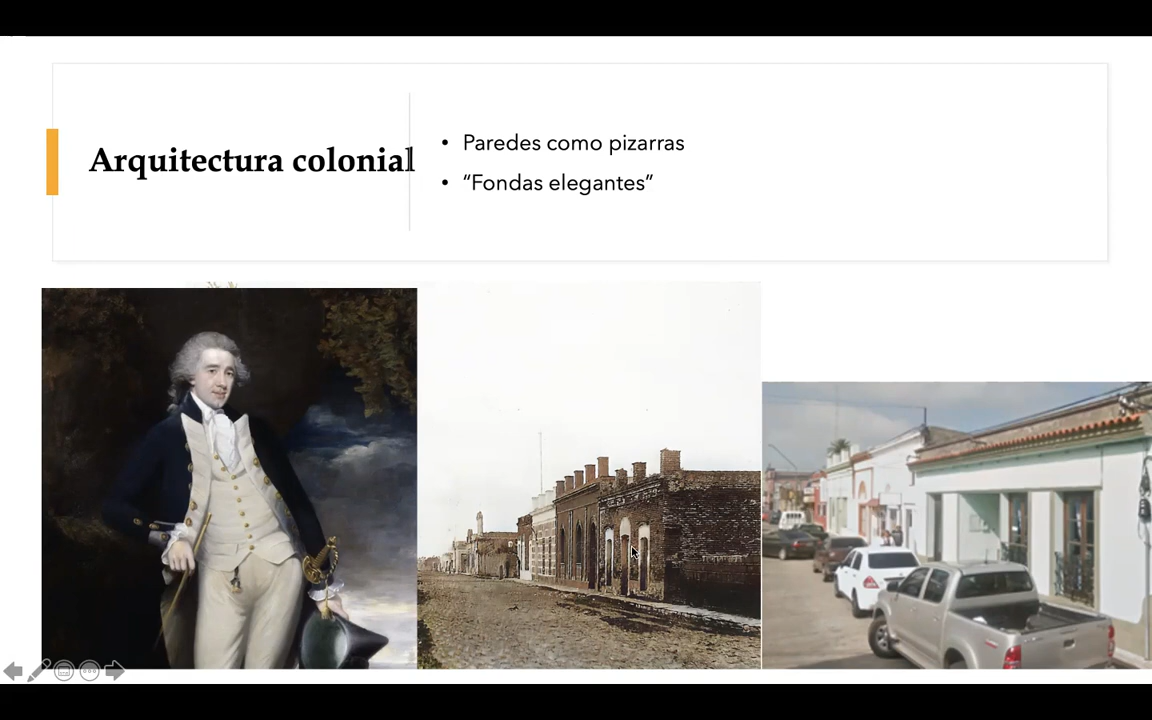 Arquitectura colonial
• Paredes como pizarras
• “Fondas elegantes”